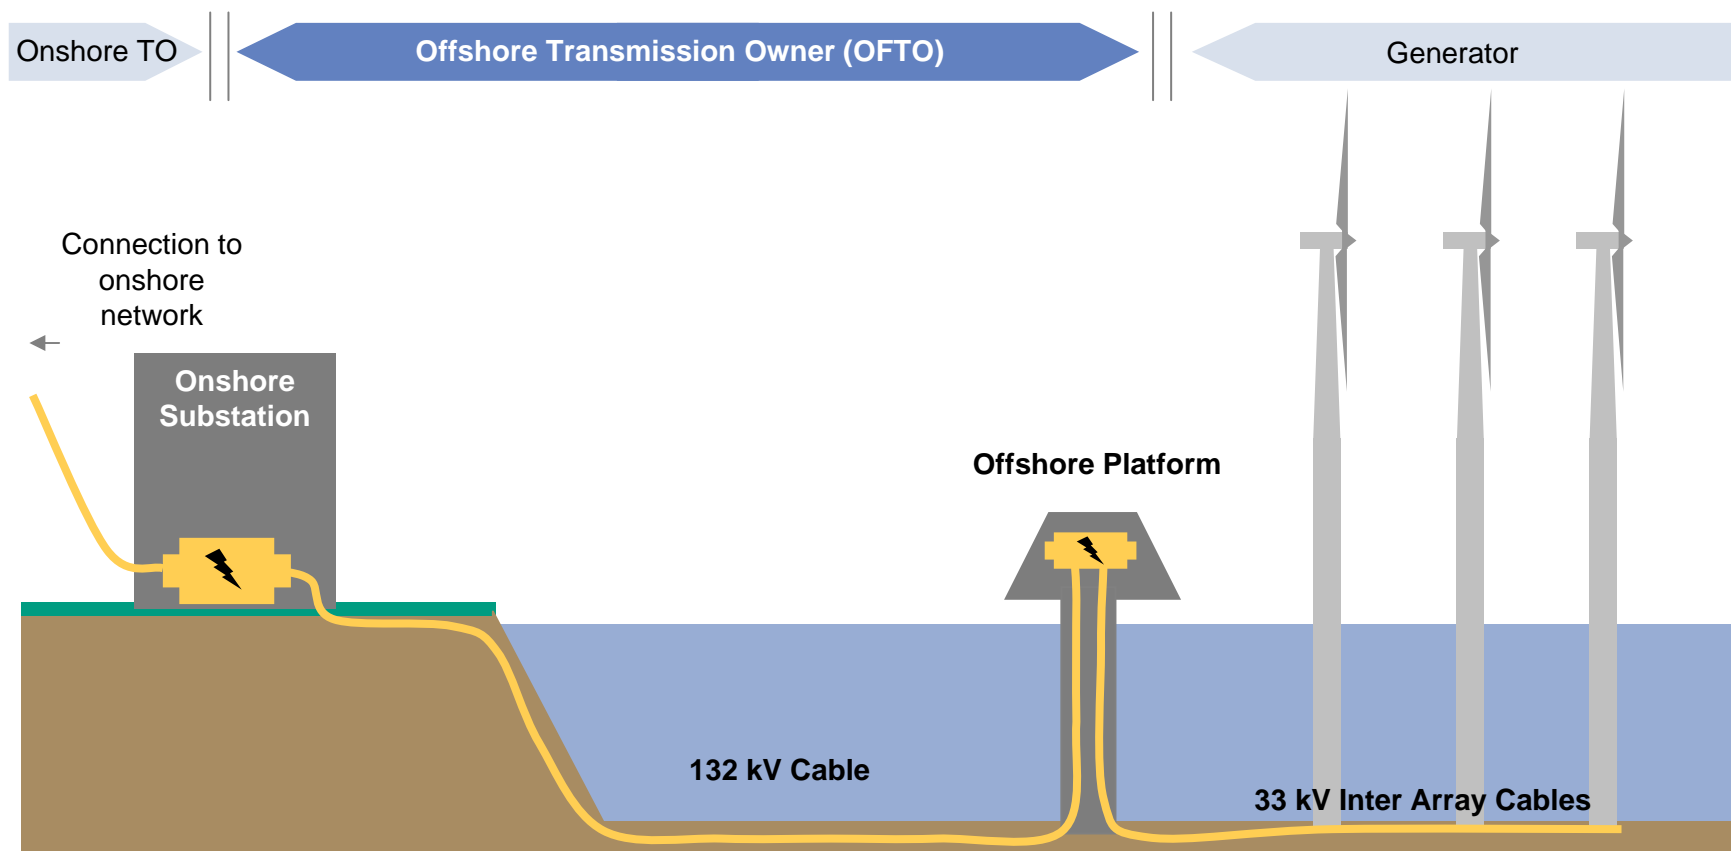 Onshore TO
Offshore Transmission Owner (OFTO)
Generator
Connection to
onshore
network
Onshore
Substation
Offshore Platform
132 kV Cable
33 kV Inter Array Cables